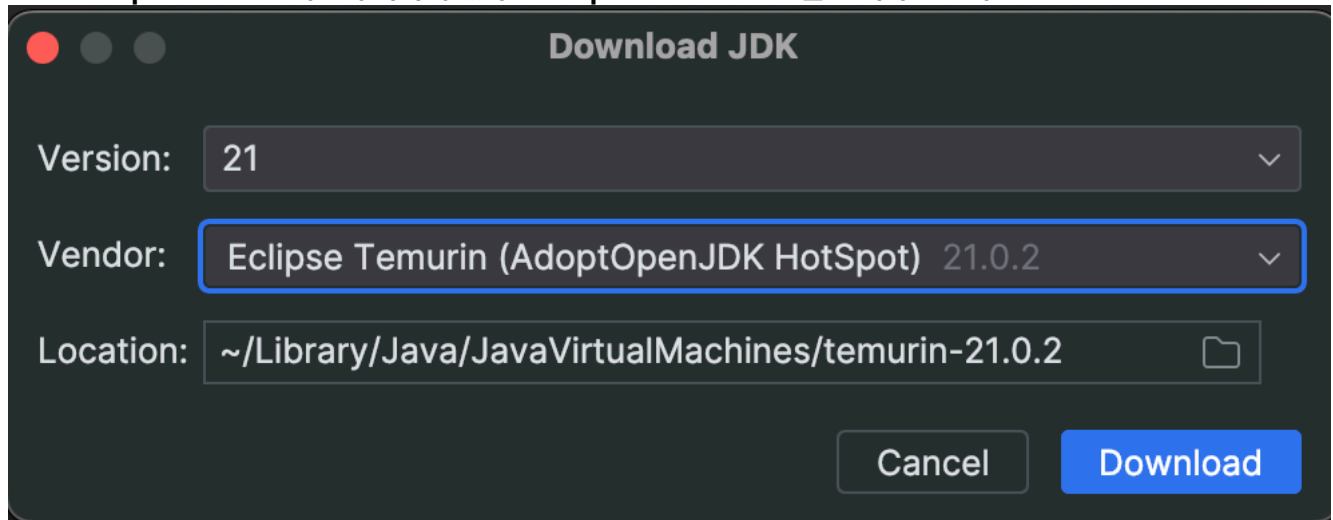 Download JDK
Version: 21
Vendor: Eclipse Temurin (AdoptOpenJDK HotSpot) 21.0.2
Location: ~/Library/Java/JavaVirtualMachines/temurin-21.0.2
Cancel Download